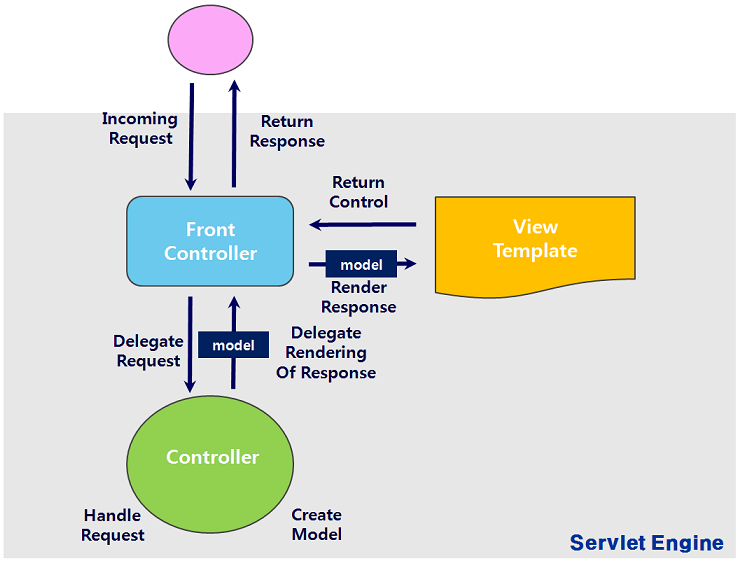 Incoming
Request
Return
Response
Return
Control
Front
Controller
View
Template
model
Render
Response
Delegate
Request
model
Delegate
Rendering
Of Response
Controller
Handle
Request
Create
Model
Servlet Engine